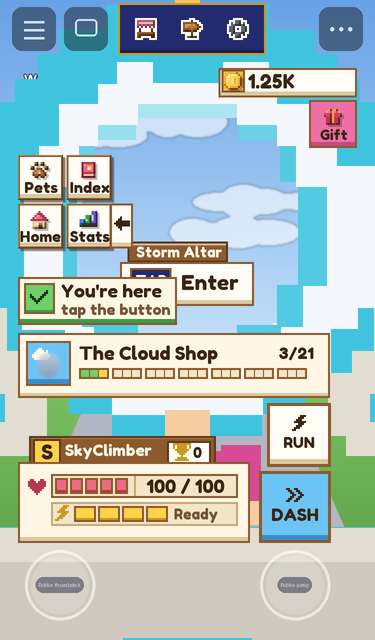 1.25K
Gift
Pets
Index
Home
Stats
Storm Altar
Enter
You're here
tap the button
The Cloud Shop
3/21
RUN
S
SkyClimber
0
100 / 100
Ready
DASH
Roblox thumbstick
Roblox jump